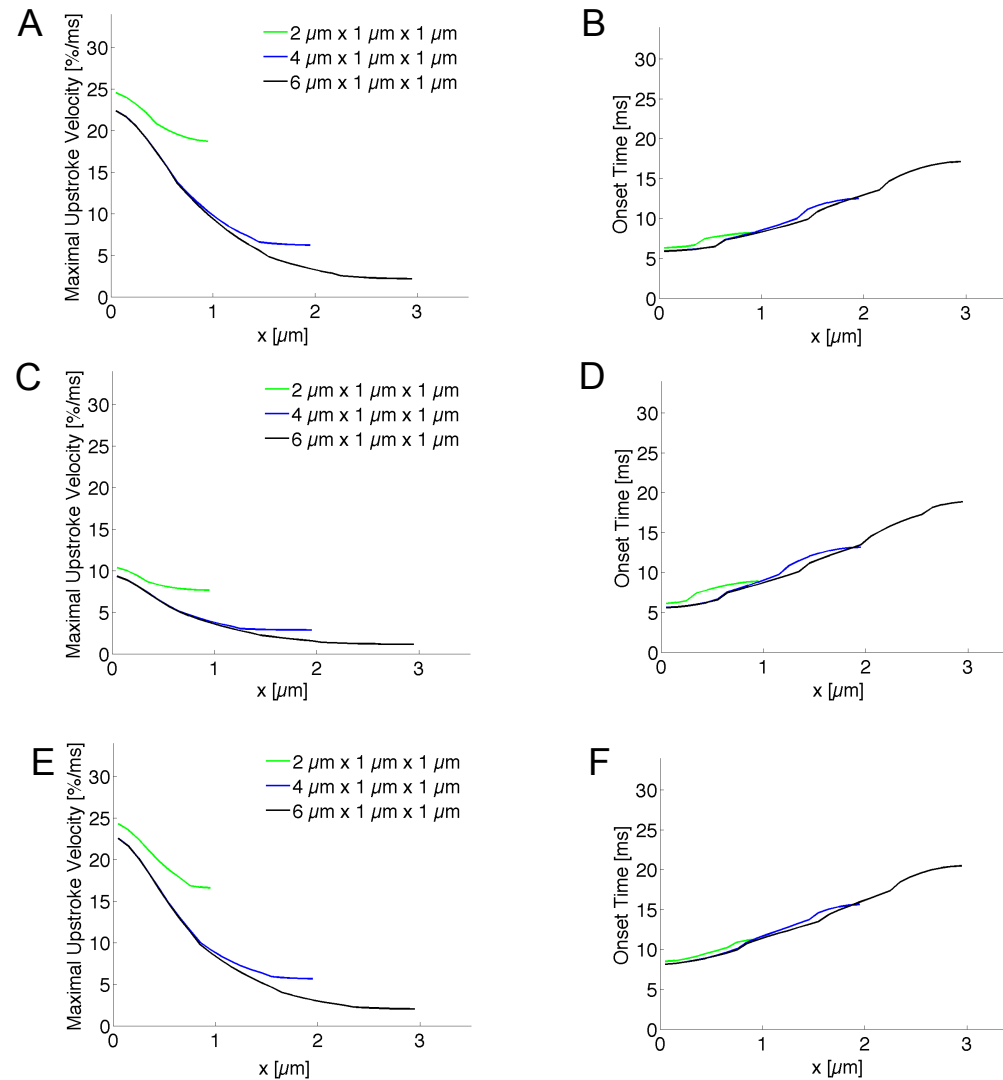 A
Maximal Upstroke Velocity [%/ms]
30
25
20
15
10
5
0
0 1 2 3
x [µm]
2 µm x 1 µm x 1 µm
4 µm x 1 µm x 1 µm
6 µm x 1 µm x 1 µm
B
Onset Time [ms]
30
25
20
15
10
5
0
0 1 2 3
x [µm]
C
Maximal Upstroke Velocity [%/ms]
30
25
20
15
10
5
0
0 1 2 3
x [µm]
2 µm x 1 µm x 1 µm
4 µm x 1 µm x 1 µm
6 µm x 1 µm x 1 µm
D
Onset Time [ms]
30
25
20
15
10
5
0
0 1 2 3
x [µm]
E
Maximal Upstroke Velocity [%/ms]
30
25
20
15
10
5
0
0 1 2 3
x [µm]
2 µm x 1 µm x 1 µm
4 µm x 1 µm x 1 µm
6 µm x 1 µm x 1 µm
F
Onset Time [ms]
30
25
20
15
10
5
0
0 1 2 3
x [µm]